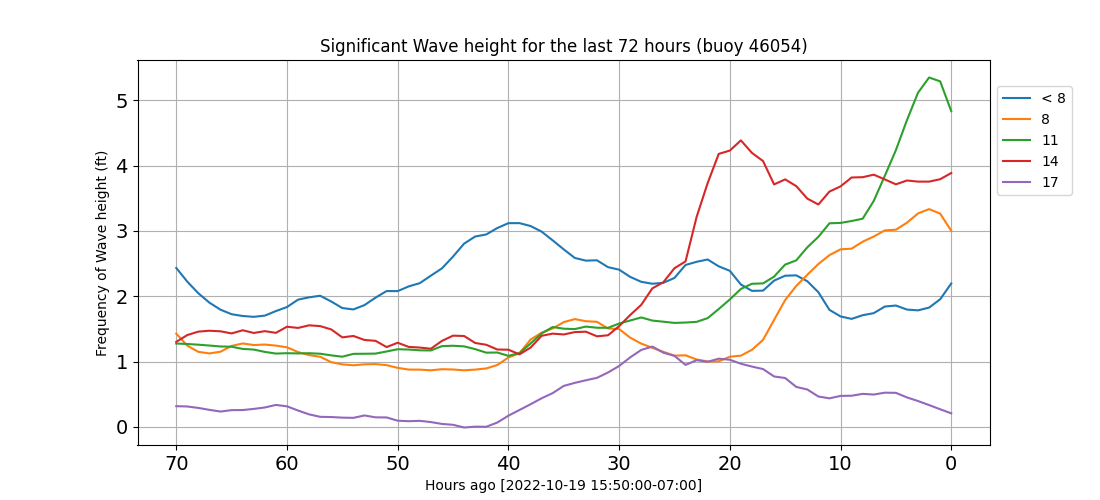 Significant Wave height for the last 72 hours (buoy 46054)
Frequency of Wave height (ft)
5
4
3
2
1
0
70 60 50 40 30 20 10 0
Hours ago [2022-10-19 15:50:00-07:00]
< 8
8
11
14
17